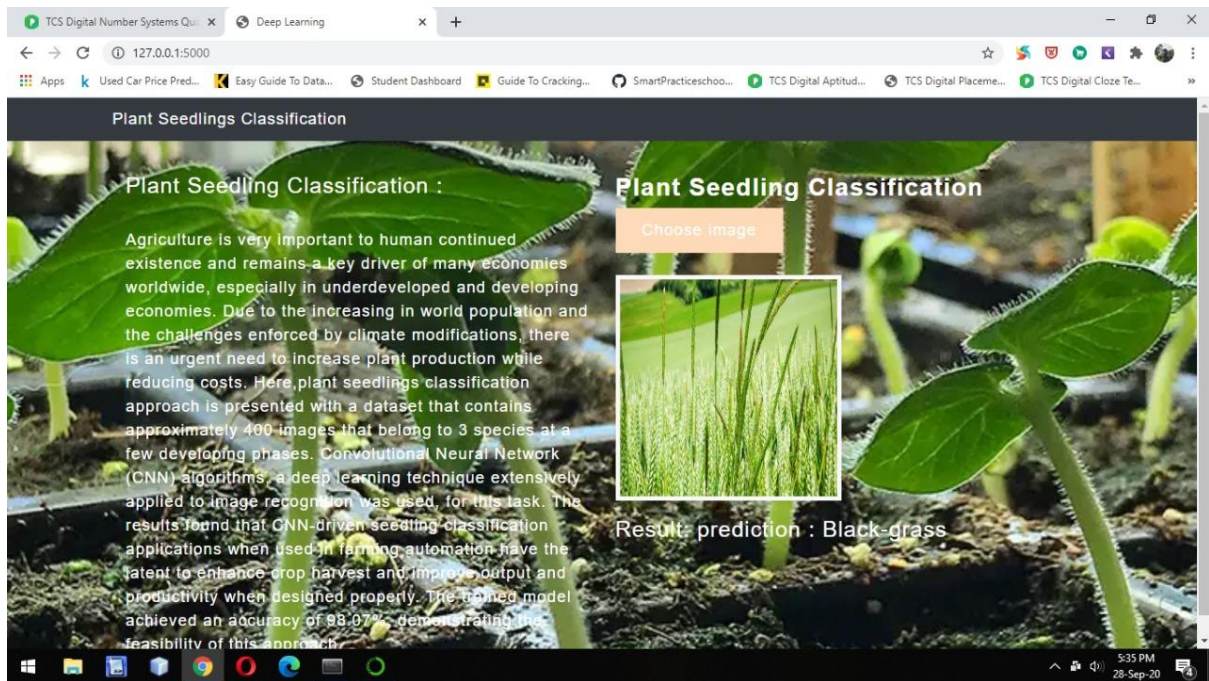 TCS Digital Number Systems Qui
Deep Learning
127.0.0.1:5000
Apps
Used Car Price Pred...
Easy Guide To Data...
Student Dashboard
Guide To Cracking...
SmartPracticeschoo...
TCS Digital Aptitud...
TCS Digital Placeme...
TCS Digital Cloze Te...
Plant Seedlings Classification
Plant Seedling Classification :
Agriculture is very important to human continued
existence and remains a key driver of many economies
worldwide, especially in underdeveloped and developing
economies. Due to the increasing in world population and
the challenges enforced by climate modifications, there
is an urgent need to increase plant production while
reducing costs. Here,plant seedlings classification
approach is presented with a dataset that contains
approximately 400 images that belong to 3 species at a
few developing phases. Convolutional Neural Network
(CNN) algorithms, a deep learning technique extensively
applied to image recognition was used, for this task. The
results found that CNN-driven seedling classification
applications when used in farming automation have the
latent to enhance crop harvest and improve output and
productivity when designed properly. The trained model
achieved an accuracy of 98.07%, demonstrating the
feasibility of this approach
Plant Seedling Classification
Choose image
Result: prediction : Black-grass
5:35 PM
28-Sep-20
4